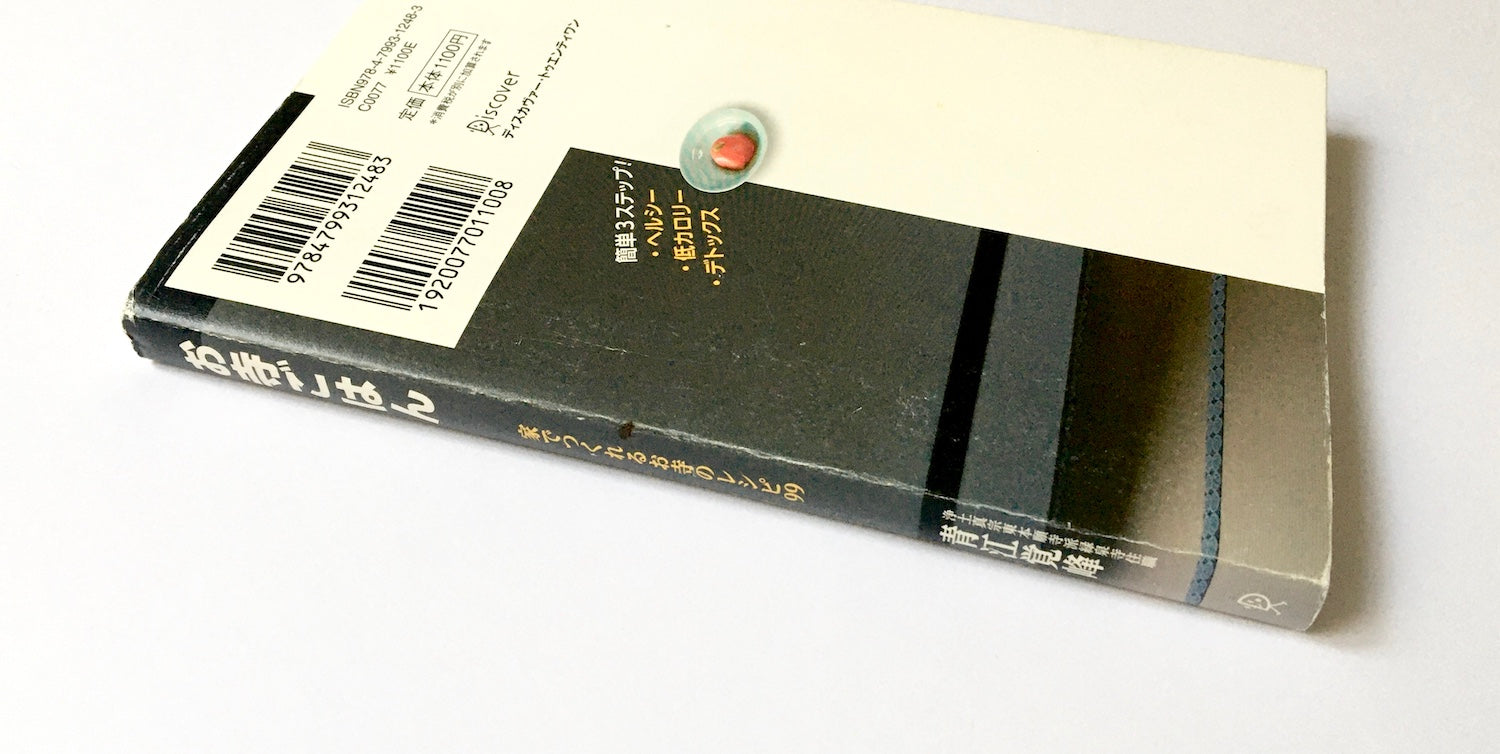 ISBN978-4-7993-1248-3
C0077 ¥1100E
定価 本体1100円
※消費税が別に加算されます
Discover
ディスカヴァー・トゥエンティワン
9784799312483
1920077011008
簡単3ステップ!
・ヘルシー
・低カロリー
・デトックス
お寺ごはん
家でつくれるお寺のレシピ99
浄土真宗東本願寺派緑泉寺住職
青江覚峰